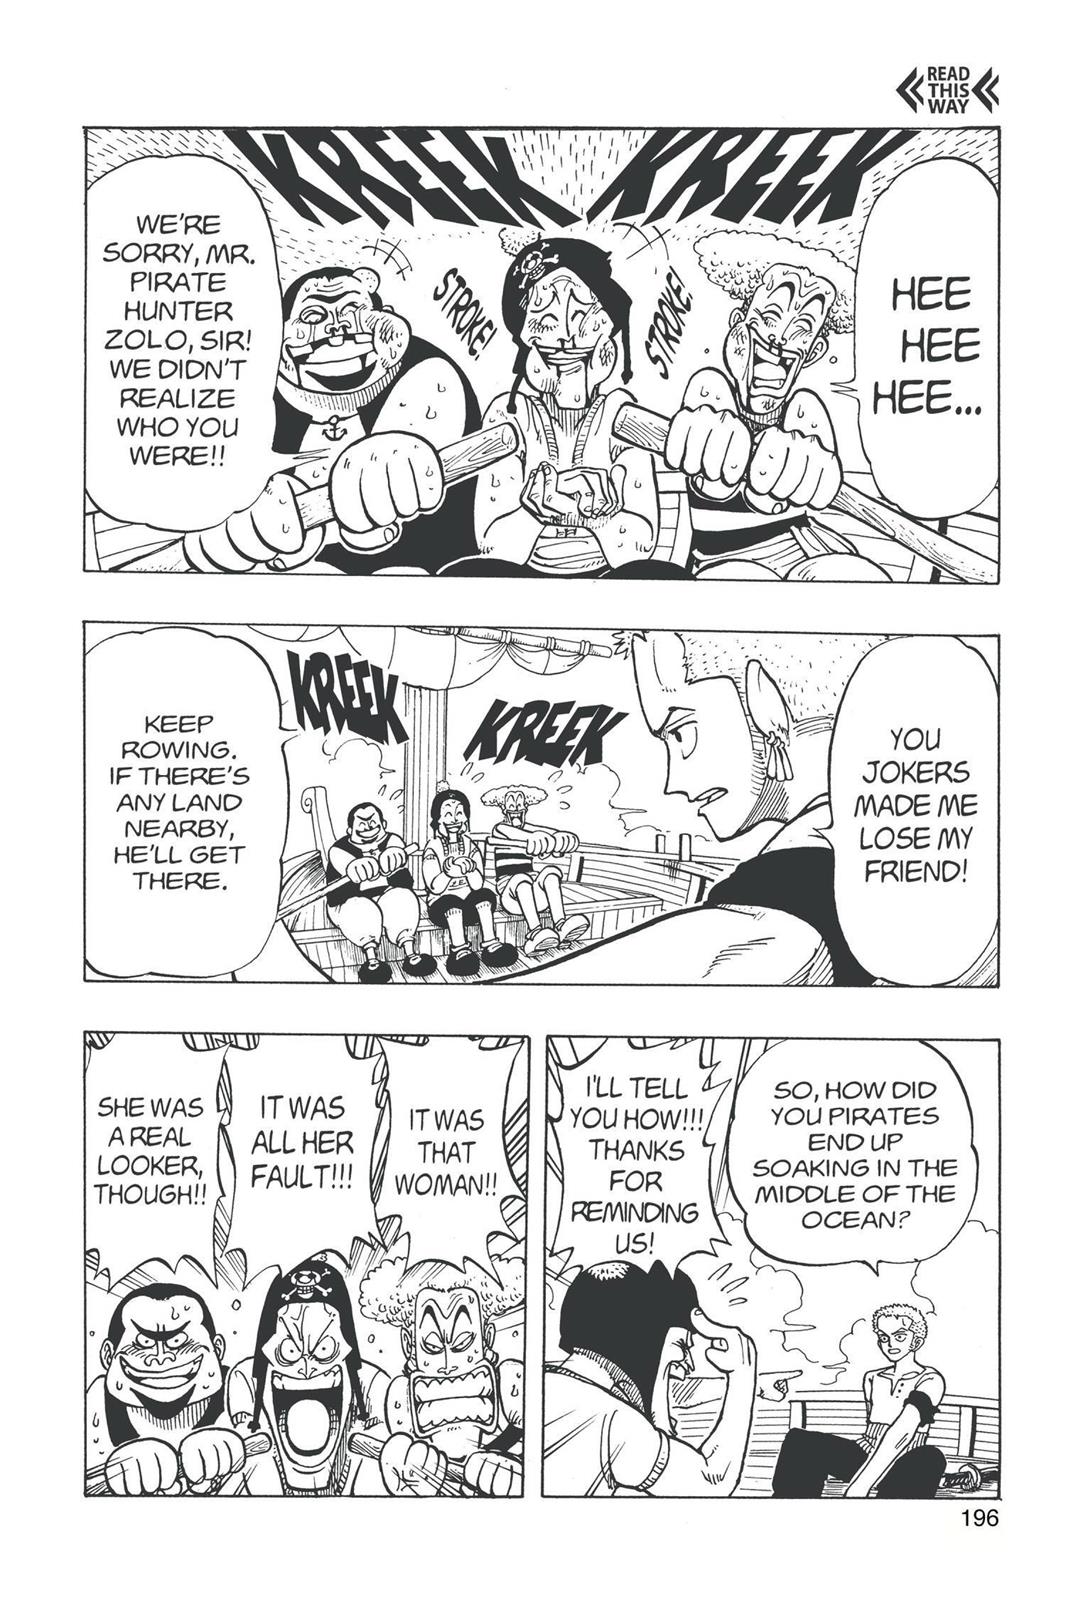 READ
THIS
WAY
KREEK
KREEK
HEE
HEE
HEE...
STROKE!
STROKE!
WE'RE
SORRY, MR.
PIRATE
HUNTER
ZOLO, SIR!
WE DIDN'T
REALIZE
WHO YOU
WERE!!
YOU
JOKERS
MADE ME
LOSE MY
FRIEND!
KREEK
KREEK
KEEP
ROWING.
IF THERE'S
ANY LAND
NEARBY,
HE'LL GET
THERE.
SO, HOW DID
YOU PIRATES
END UP
SOAKING IN THE
MIDDLE OF THE
OCEAN?
I'LL TELL
YOU HOW!!!
THANKS
FOR
REMINDING
US!
IT WAS
THAT
WOMAN!!
IT WAS
ALL HER
FAULT!!!
SHE WAS
A REAL
LOOKER,
THOUGH!!
196